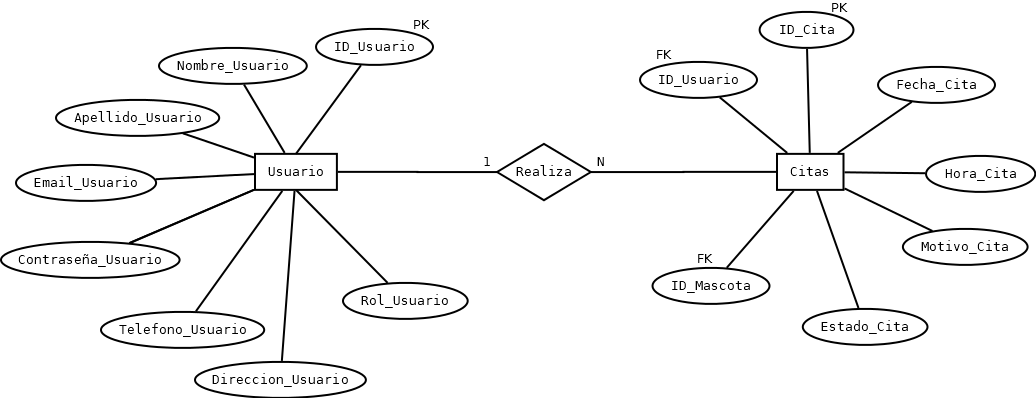 PK
ID_Cita
PK
ID_Usuario
Nombre_Usuario
FK
ID_Usuario
Fecha_Cita
Apellido_Usuario
1
N
Usuario
Realiza
Citas
Hora_Cita
Email_Usuario
Motivo_Cita
Contraseña_Usuario
FK
ID_Mascota
Rol_Usuario
Estado_Cita
Telefono_Usuario
Direccion_Usuario